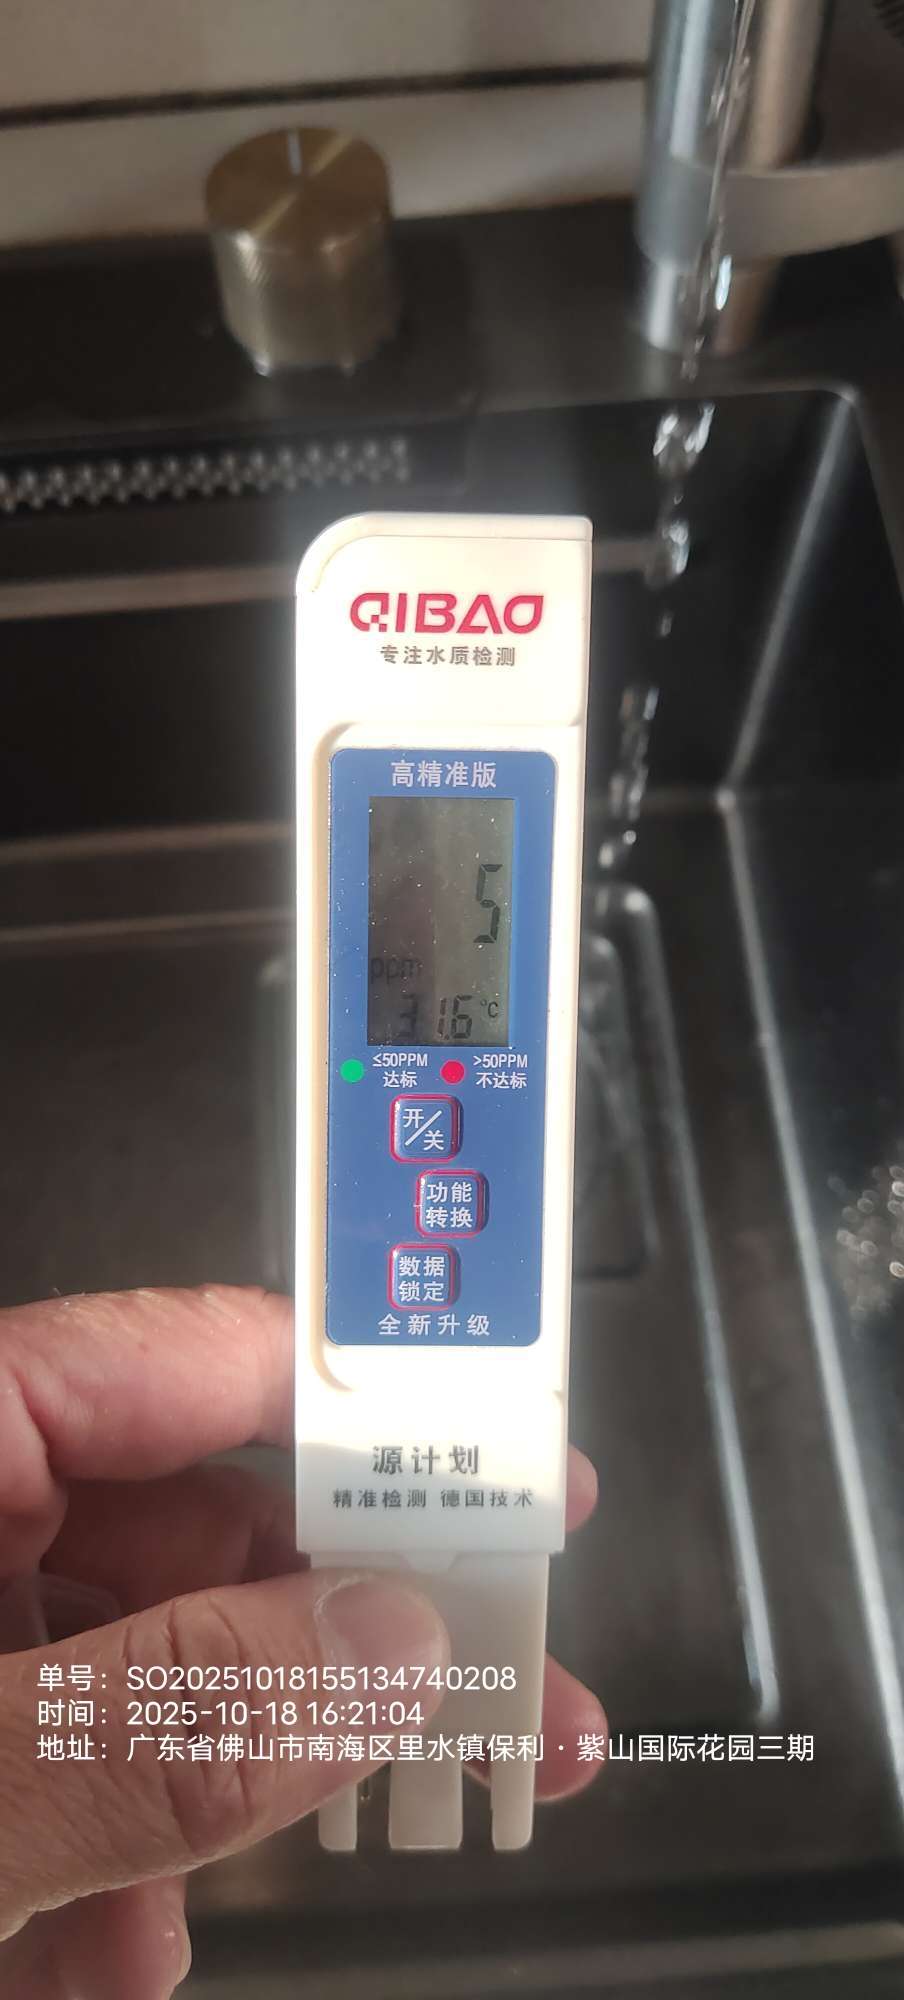 QIBAO
专注水质检测
高精准版
5
ppm
31.6 °C
≤50PPM >50PPM
达标 不达标
开/关
功能
转换
数据
锁定
全新升级
源计划
精准检测 德国技术
单号：SO20251018155134740208
时间：2025-10-18 16:21:04
地址：广东省佛山市南海区里水镇保利·紫山国际花园三期